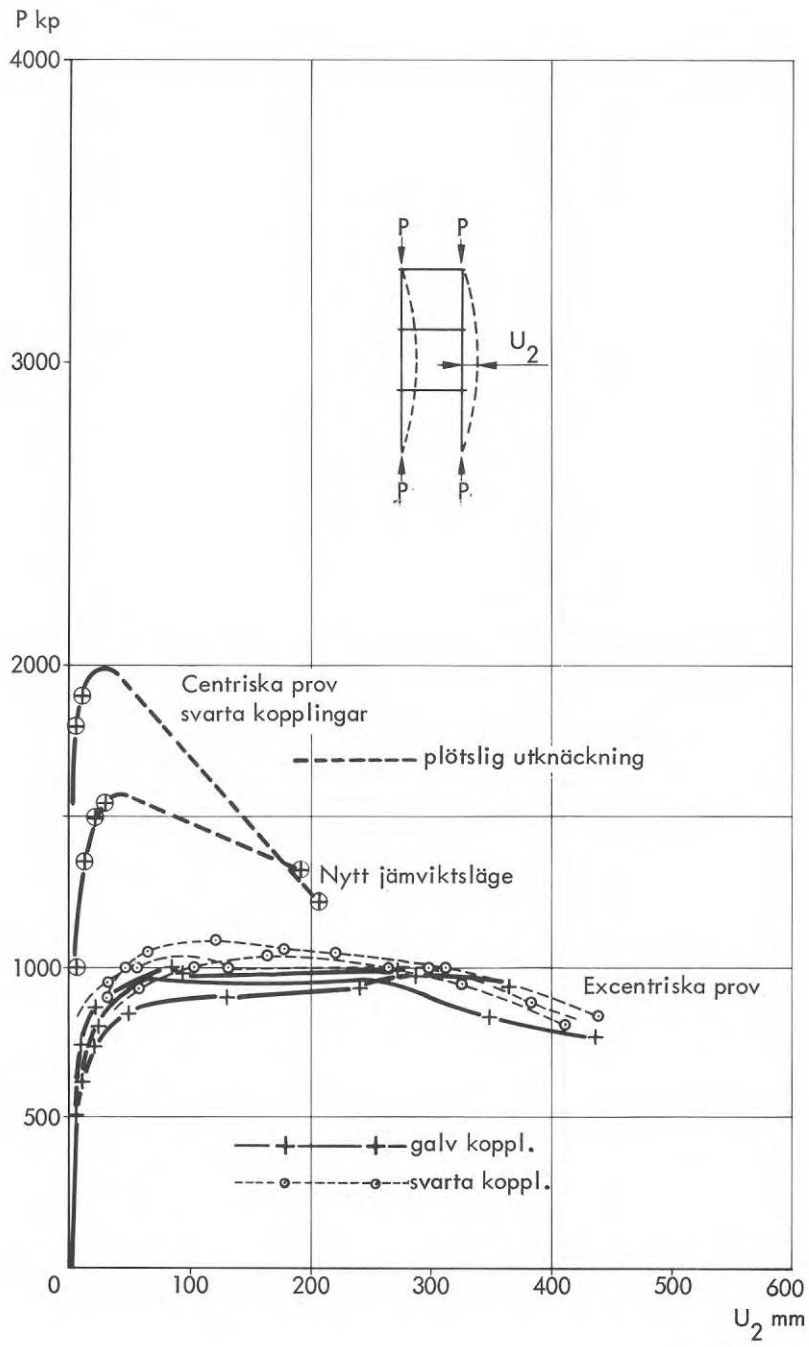 P kp
4000
P P
U2
3000
P P
2000
Centriska prov
svarta kopplingar
plötslig utknäckning
Nytt jämviktsläge
1000
Excentriska prov
500
galv koppl.
svarta koppl.
0 100 200 300 400 500 600
U2 mm